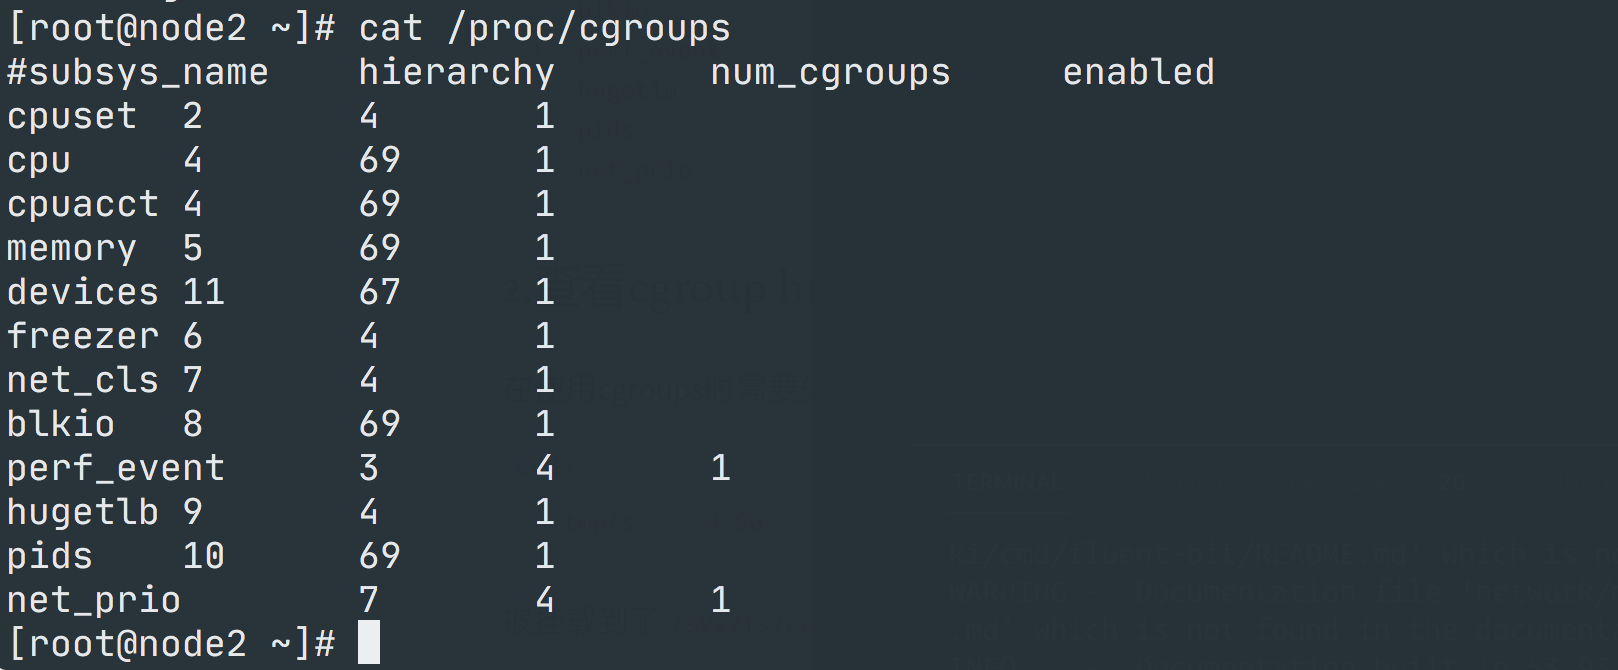 [root@node2 ~]# cat /proc/cgroups
#subsys_name    hierarchy       num_cgroups     enabled
cpuset  2       4       1
cpu     4       69      1
cpuacct 4       69      1
memory  5       69      1
devices 11      67      1
freezer 6       4       1
net_cls 7       4       1
blkio   8       69      1
perf_event      3       4       1
hugetlb 9       4       1
pids    10      69      1
net_prio        7       4       1
[root@node2 ~]#